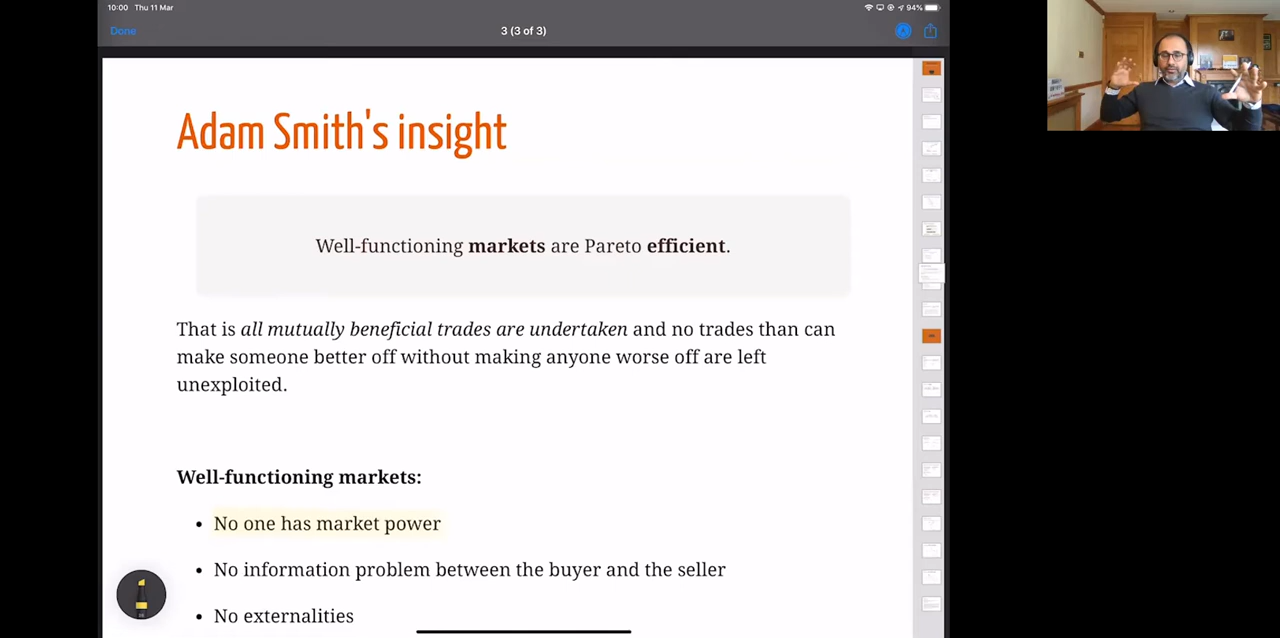 10:00 Thu 11 Mar
94%
Done
3 (3 of 3)
Adam Smith's insight
Well-functioning markets are Pareto efficient.
That is all mutually beneficial trades are undertaken and no trades than can
make someone better off without making anyone worse off are left
unexploited.
Well-functioning markets:
• No one has market power
• No information problem between the buyer and the seller
• No externalities